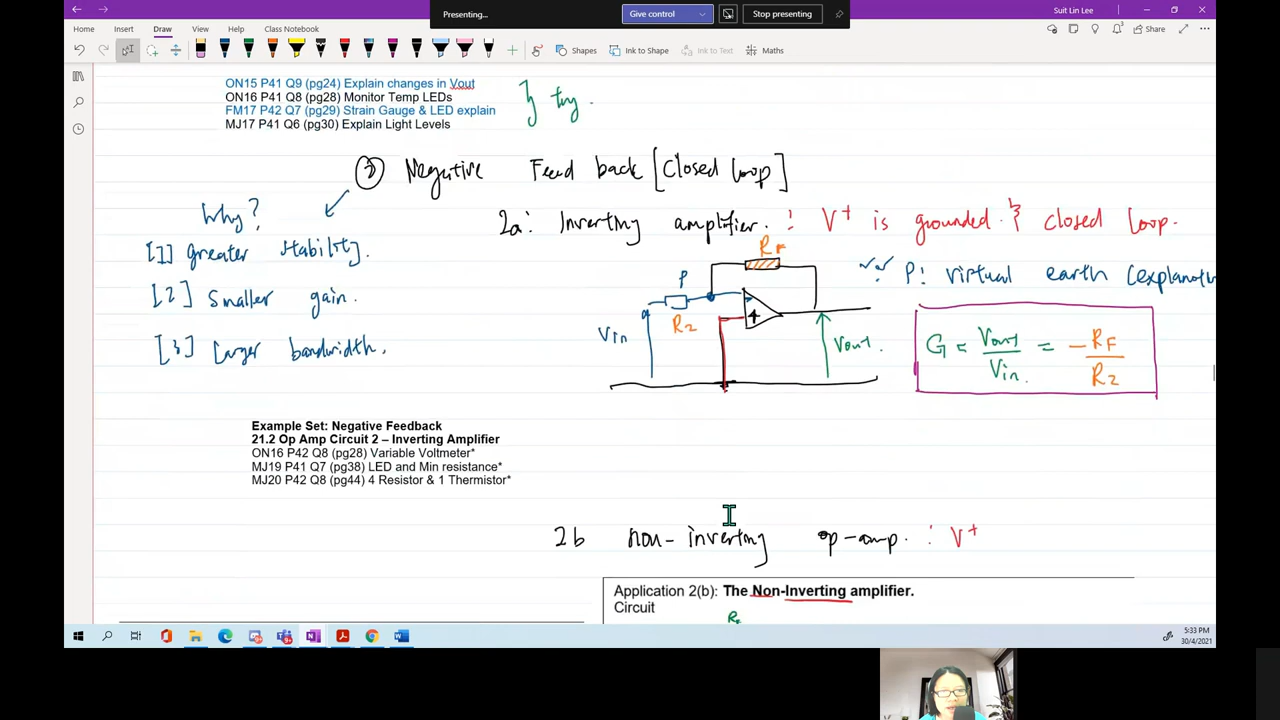 Presenting...
Give control
Stop presenting
Suit Lin Lee
Home Insert Draw View Help Class Notebook
Share
Shapes Ink to Shape Ink to Text Maths
ON15 P41 Q9 (pg24) Explain changes in Vout
ON16 P41 Q8 (pg28) Monitor Temp LEDs
FM17 P42 Q7 (pg29) Strain Gauge & LED explain
MJ17 P41 Q6 (pg30) Explain Light Levels
} try.
② Negative Feed back [Closed loop]
Why?
[1] greater stability.
[2] smaller gain.
[3] Larger bandwidth.
2a: Inverting amplifier. : V+ is grounded. & closed loop.
RF
P
P: virtual earth (explanation
R2
Vin
-
+
Vout.
G = Vout/Vin = -RF/R2
Example Set: Negative Feedback
21.2 Op Amp Circuit 2 – Inverting Amplifier
ON16 P42 Q8 (pg28) Variable Voltmeter*
MJ19 P41 Q7 (pg38) LED and Min resistance*
MJ20 P42 Q8 (pg44) 4 Resistor & 1 Thermistor*
2b non-inverting op-amp. : V+
Application 2(b): The Non-Inverting amplifier.
Circuit
5:33 PM
30/4/2021